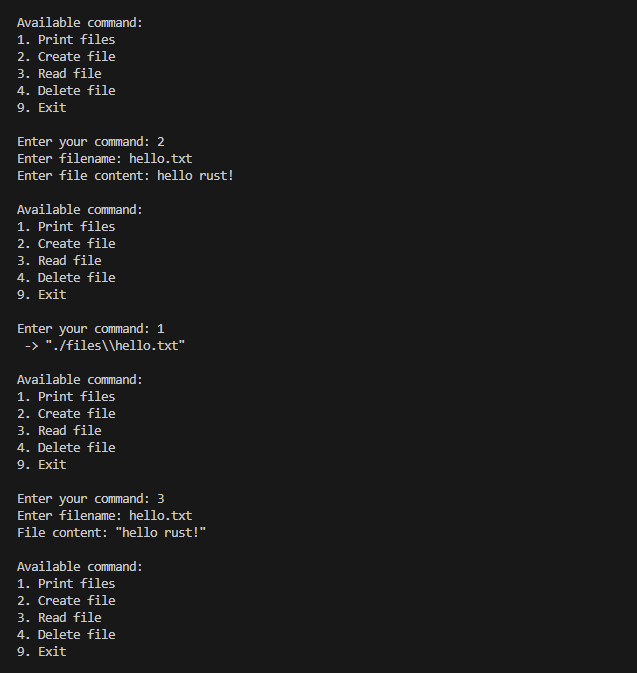 Available command:
1. Print files
2. Create file
3. Read file
4. Delete file
9. Exit
Enter your command: 2
Enter filename: hello.txt
Enter file content: hello rust!
Available command:
1. Print files
2. Create file
3. Read file
4. Delete file
9. Exit
Enter your command: 1
-> "./files\\hello.txt"
Available command:
1. Print files
2. Create file
3. Read file
4. Delete file
9. Exit
Enter your command: 3
Enter filename: hello.txt
File content: "hello rust!"
Available command:
1. Print files
2. Create file
3. Read file
4. Delete file
9. Exit